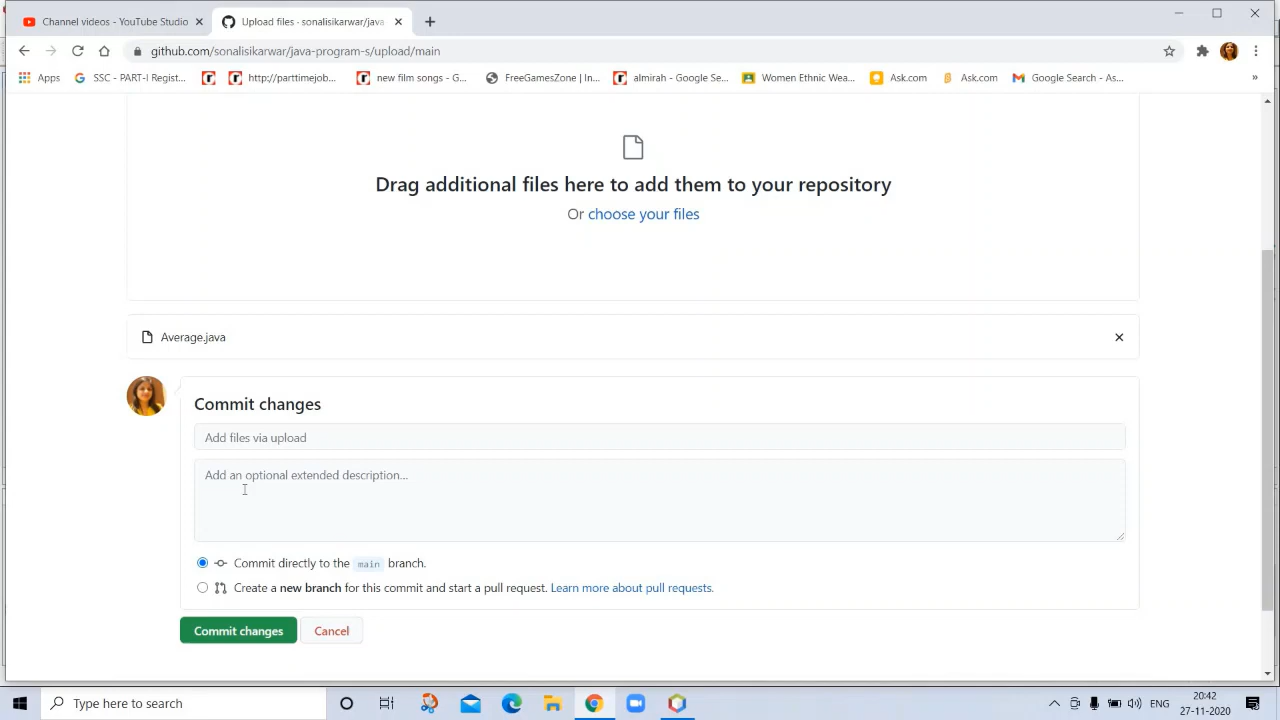 Channel videos - YouTube Studio
Upload files · sonalisikarwar/java
github.com/sonalisikarwar/java-program-s/upload/main
Apps
SSC - PART-I Regist...
http://parttimejob...
new film songs - G...
FreeGamesZone | In...
almirah - Google Se...
Women Ethnic Wea...
Ask.com
Ask.com
Google Search - As...
»
Drag additional files here to add them to your repository
Or choose your files
Average.java
Commit changes
Add files via upload
Add an optional extended description...
Commit directly to the main branch.
Create a new branch for this commit and start a pull request. Learn more about pull requests.
Commit changes
Cancel
Type here to search
ENG
20:42
27-11-2020